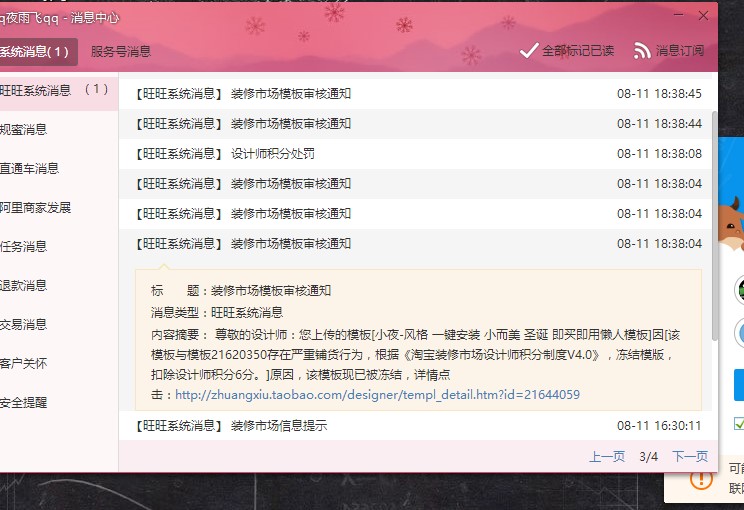 q夜雨飞qq - 消息中心
系统消息(1)
服务号消息
全部标记已读
消息订阅
旺旺系统消息 (1)
规蜜消息
直通车消息
阿里商家发展
任务消息
退款消息
交易消息
客户关怀
安全提醒
【旺旺系统消息】 装修市场模板审核通知 08-11 18:38:45
【旺旺系统消息】 装修市场模板审核通知 08-11 18:38:44
【旺旺系统消息】 设计师积分处罚 08-11 18:38:08
【旺旺系统消息】 装修市场模板审核通知 08-11 18:38:04
【旺旺系统消息】 装修市场模板审核通知 08-11 18:38:04
【旺旺系统消息】 装修市场模板审核通知 08-11 18:38:04
标 题：装修市场模板审核通知
消息类型：旺旺系统消息
内容摘要： 尊敬的设计师：您上传的模板[小夜-风格 一键安装 小而美 圣诞 即买即用懒人模板]因[该
模板与模板21620350存在严重铺货行为，根据《淘宝装修市场设计师积分制度V4.0》，冻结模版，
扣除设计师积分6分。]原因，该模板现已被冻结，详情点
击：http://zhuangxiu.taobao.com/designer/templ_detail.htm?id=21644059
【旺旺系统消息】 装修市场信息提示 08-11 16:30:11
上一页 3/4 下一页
可能
联网